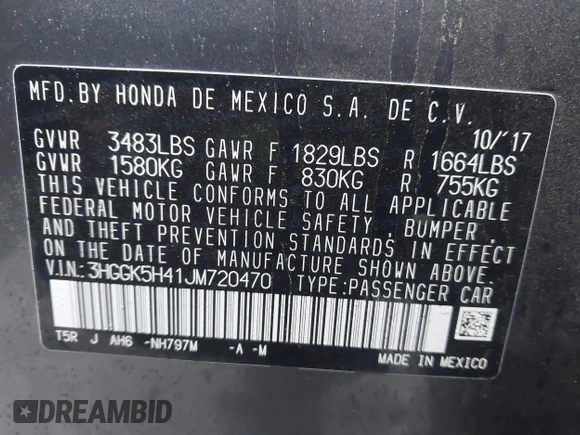 MFD.BY HONDA DE MEXICO S.A. DE C.V.
10/'17
GVWR 3483LBS GAWR F 1829LBS R 1664LBS
GVWR 1580KG GAWR F 830KG R 755KG
THIS VEHICLE CONFORMS TO ALL APPLICABLE
FEDERAL MOTOR VEHICLE SAFETY BUMPER,
AND THEFT PREVENTION STANDARDS IN EFFECT
ON THE DATE OF MANUFACTURE SHOWN ABOVE.
V.I.N.: 3HGGK5H41JM720470 TYPE:PASSENGER CAR
T5R J AH6 -NH797M -A -M
MADE IN MEXICO
DREAMBID